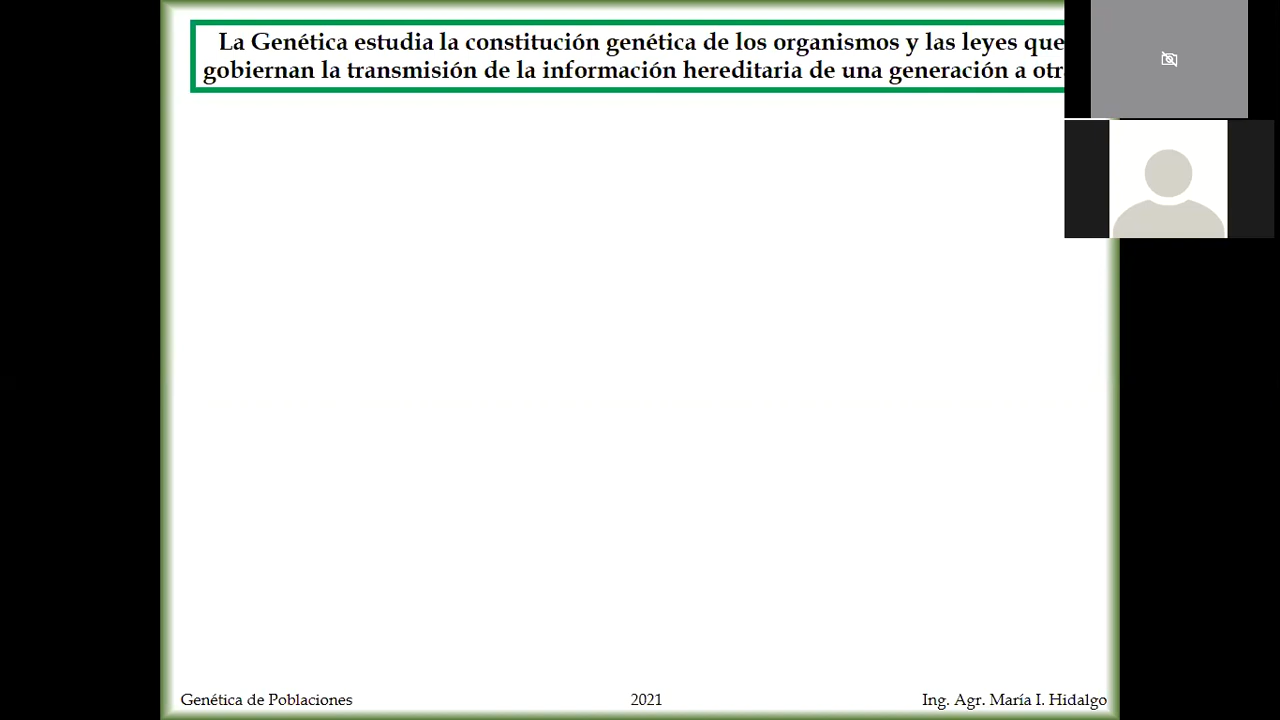 La Genética estudia la constitución genética de los organismos y las leyes que
gobiernan la transmisión de la información hereditaria de una generación a otr
Genética de Poblaciones 2021 Ing. Agr. María I. Hidalgo